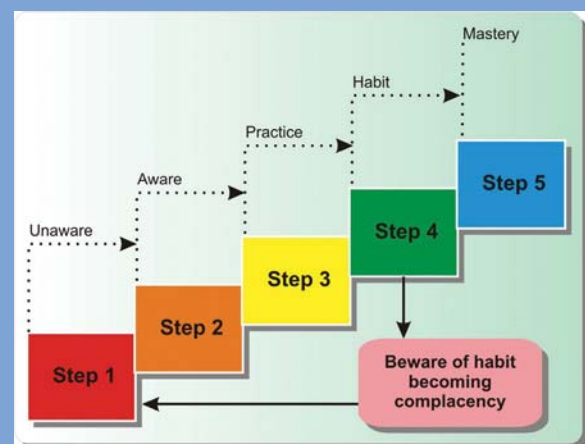 Mastery
Habit
Practice
Aware
Unaware
Step 5
Step 4
Step 3
Step 2
Step 1
Beware of habit
becoming
complacency